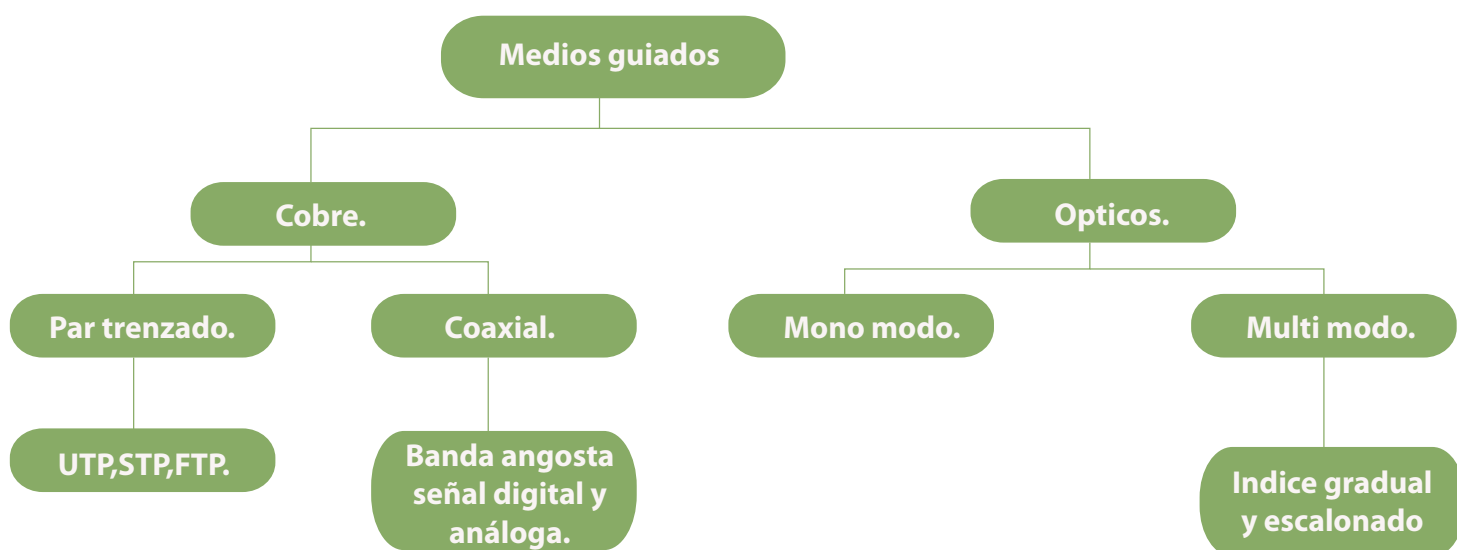 Medios guiados
Cobre.
Opticos.
Par trenzado.
Coaxial.
Mono modo.
Multi modo.
UTP,STP,FTP.
Banda angosta
señal digital y
análoga.
Indice gradual
y escalonado